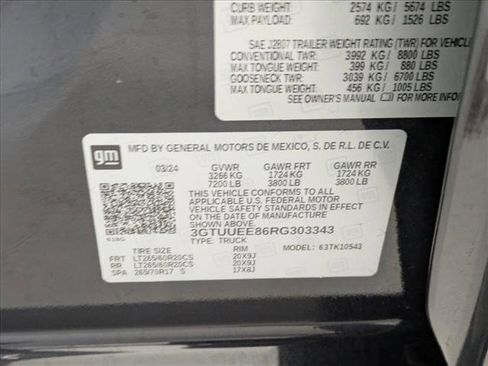 CURB WEIGHT 2574 KG / 5674 LBS
MAX PAYLOAD 692 KG / 1526 LBS
SAE J2807 TRAILER WEIGHT RATING (TWR) FOR VEHICL
CONVENTIONAL TWR: 3992 KG / 8800 LBS
MAX TONGUE WEIGHT: 399 KG / 880 LBS
GOOSENECK TWR: 3039 KG / 6700 LBS
MAX TONGUE WEIGHT: 456 KG / 1005 LBS
SEE OWNER'S MANUAL FOR MORE
gm MFD BY GENERAL MOTORS DE MEXICO, S. DE R.L. DE C.V.
03/24 GVWR GAWR FRT GAWR RR
3266 KG 1724 KG 1724 KG
7200 LB 3800 LB 3800 LB
THIS VEHICLE CONFORMS TO ALL
APPLICABLE U.S. FEDERAL MOTOR
VEHICLE SAFETY STANDARDS IN EFFECT
ON THE DATE OF MANUFACTURE SHOWN ABOVE.
3GTUUEE86RG303343
TYPE: TRUCK MODEL: 63TK10543
TIRE SIZE RIM
FRT LT265/60R20CS 20X9J
RR LT265/60R20CS 20X9J
SPA 265/70R17 S 17X8J